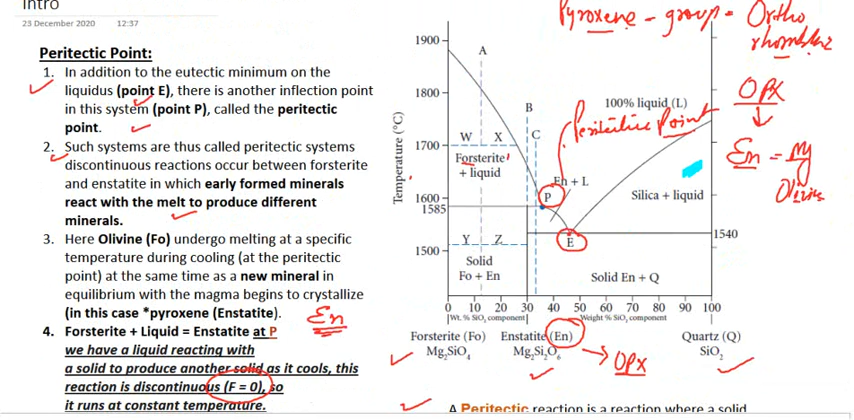 Intro
23 December 2020 12:37
Peritectic Point:
1. In addition to the eutectic minimum on the
liquidus (point E), there is another inflection point
in this system (point P), called the peritectic
point.
2. Such systems are thus called peritectic systems
discontinuous reactions occur between forsterite
and enstatite in which early formed minerals
react with the melt to produce different
minerals.
3. Here Olivine (Fo) undergo melting at a specific
temperature during cooling (at the peritectic
point) at the same time as a new mineral in
equilibrium with the magma begins to crystallize
(in this case *pyroxene (Enstatite).
En
4. Forsterite + Liquid = Enstatite at P
we have a liquid reacting with
a solid to produce another solid as it cools, this
reaction is discontinuous (F = 0), so
it runs at constant temperature.
Pyroxene - group - Ortho
rhombic
OPX
En = Mg
Peritectic Point
Temperature (°C)
1900
1800
1700
1600
1585
1500
1540
A
B
C
100% liquid (L)
W X
Forsterite
+ liquid
En + L
P
Silica + liquid
E
Y Z
Solid
Fo + En
Solid En + Q
0 10 20 30 40 50 60 70 80 90 100
Wt. % SiO2 component
Weight % SiO2 component
Forsterite (Fo) Enstatite (En) Quartz (Q)
Mg2SiO4 Mg2Si2O6 SiO2
OPX
A Peritectic reaction is a reaction where a solid